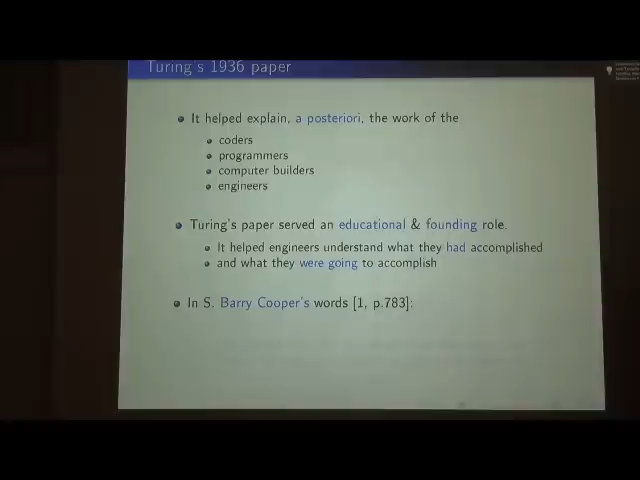 Turing's 1936 paper
It helped explain, a posteriori, the work of the
coders
programmers
computer builders
engineers
Turing's paper served an educational & founding role.
It helped engineers understand what they had accomplished
and what they were going to accomplish
In S. Barry Cooper's words [1, p.783]: